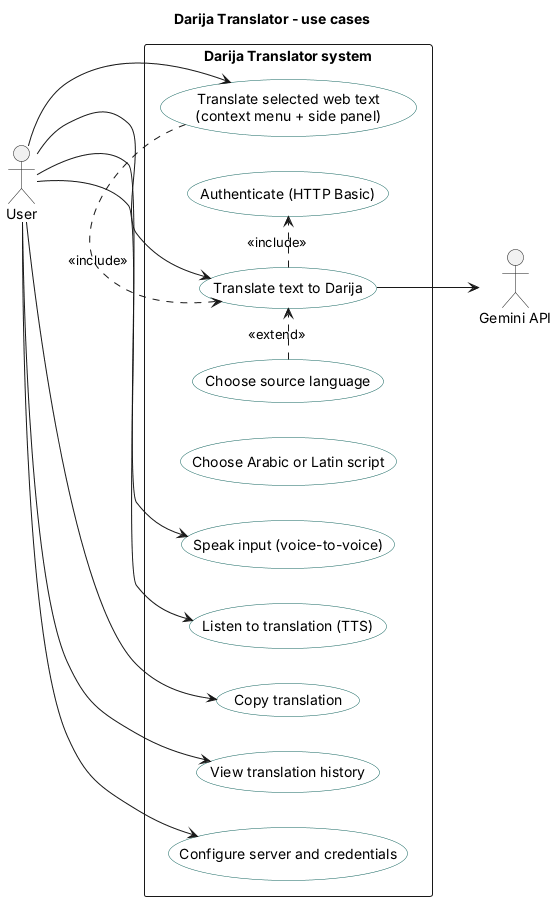 Darija Translator - use cases
Darija Translator system
Translate selected web text
(context menu + side panel)
Authenticate (HTTP Basic)
User
«include»
«include»
Translate text to Darija
Gemini API
«extend»
Choose source language
Choose Arabic or Latin script
Speak input (voice-to-voice)
Listen to translation (TTS)
Copy translation
View translation history
Configure server and credentials